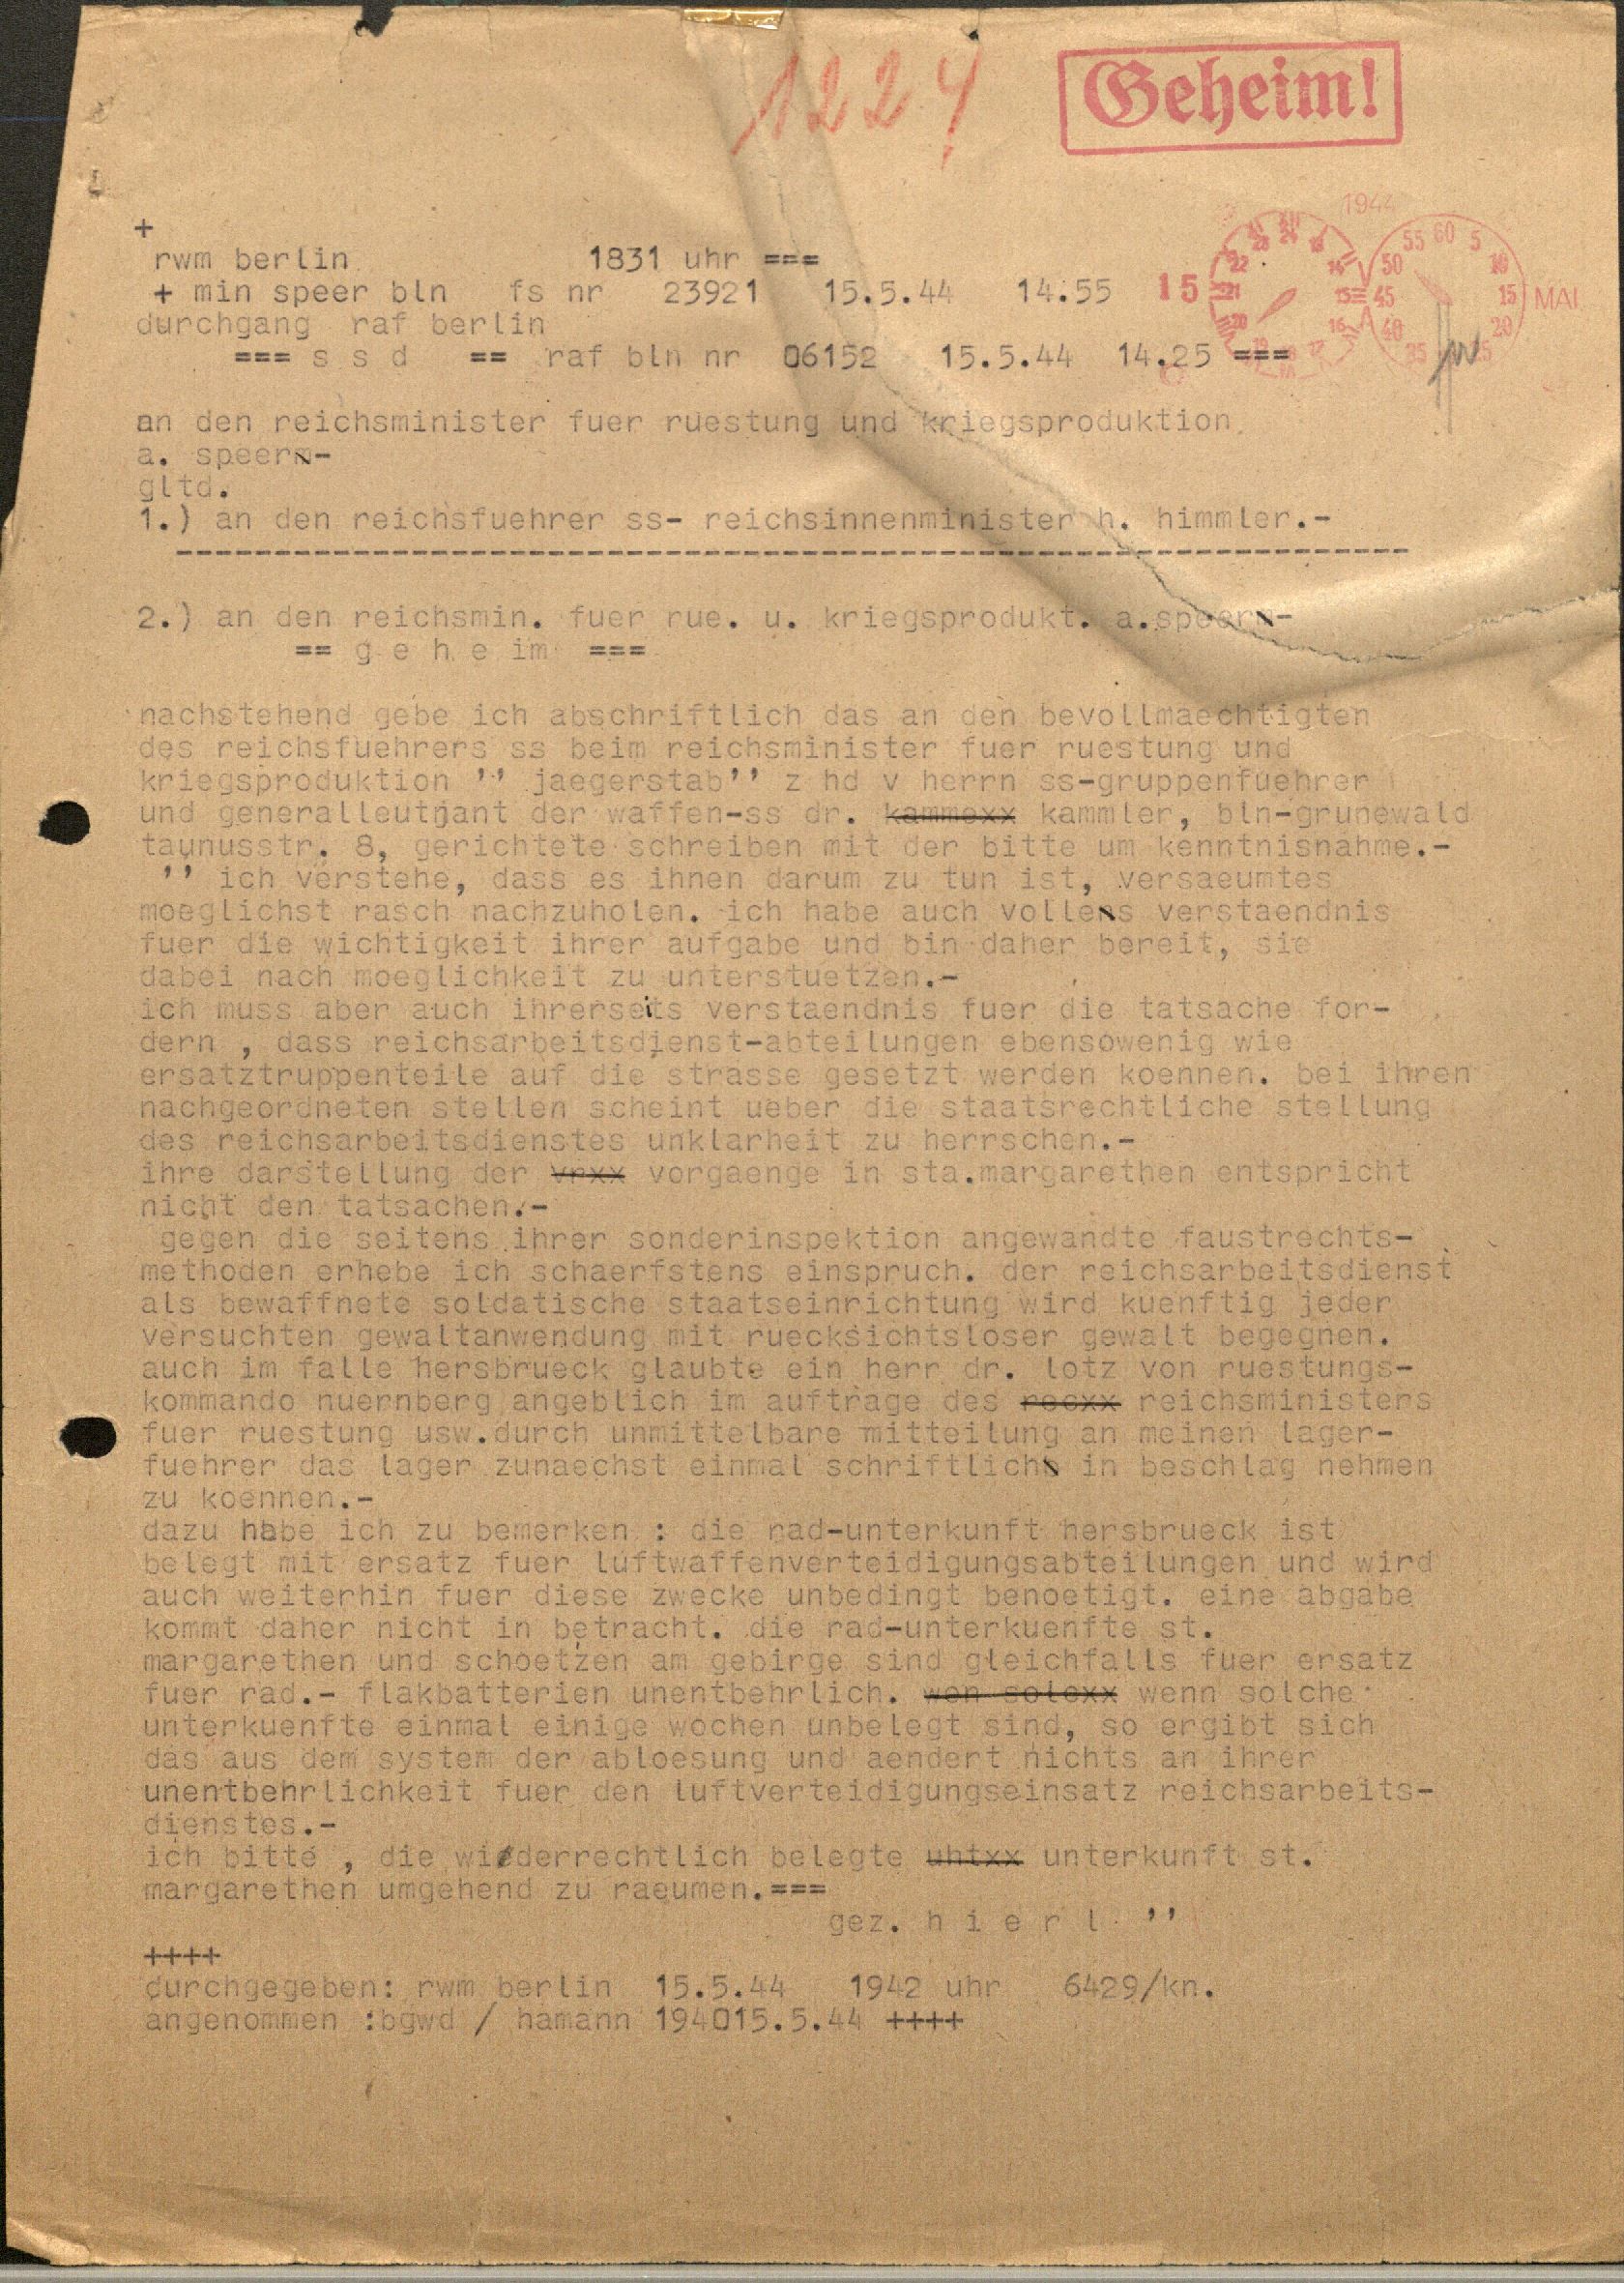 1224
Geheim!
+
rwm berlin 1831 uhr ===
+ min speer bln fs nr 23921 15.5.44 14.55
1944
15
MAI
durchgang raf berlin
=== s s d == raf bln nr 06152 15.5.44 14.25 ===
an den reichsminister fuer ruestung und kriegsproduktion
a. speer-
gltd.
1.) an den reichsfuehrer ss- reichsinnenminister h. himmler.-
2.) an den reichsmin. fuer rue. u. kriegsprodukt. a.speer-
== g e h e im ===
nachstehend gebe ich abschriftlich das an den bevollmaechtigten
des reichsfuehrers ss beim reichsminister fuer ruestung und
kriegsproduktion '' jaegerstab'' z hd v herrn ss-gruppenfuehrer
und generalleutnant der waffen-ss dr. kammexx kammler, bln-grunewald
taunusstr. 8, gerichtete schreiben mit der bitte um kenntnisnahme.-
'' ich verstehe, dass es ihnen darum zu tun ist, versaeumtes
moeglichst rasch nachzuholen. ich habe auch volles verstaendnis
fuer die wichtigkeit ihrer aufgabe und bin daher bereit, sie
dabei nach moeglichkeit zu unterstuetzen.-
ich muss aber auch ihrerseits verstaendnis fuer die tatsache for-
dern , dass reichsarbeitsdienst-abteilungen ebensowenig wie
ersatztruppenteile auf die strasse gesetzt werden koennen. bei ihren
nachgeordneten stellen scheint ueber die staatsrechtliche stellung
des reichsarbeitsdienstes unklarheit zu herrschen.-
ihre darstellung der vrxx vorgaenge in sta.margarethen entspricht
nicht den tatsachen.-
gegen die seitens ihrer sonderinspektion angewandte faustrechts-
methoden erhebe ich schaerfstens einspruch. der reichsarbeitsdienst
als bewaffnete soldatische staatseinrichtung wird kuenftig jeder
versuchten gewaltanwendung mit ruecksichtsloser gewalt begegnen.
auch im falle hersbrueck glaubte ein herr dr. lotz von ruestungs-
kommando nuernberg angeblich im auftrage des recxx reichsministers
fuer ruestung usw.durch unmittelbare mitteilung an meinen lager-
fuehrer das lager zunaechst einmal schriftlich in beschlag nehmen
zu koennen.-
dazu habe ich zu bemerken : die rad-unterkunft hersbrueck ist
belegt mit ersatz fuer luftwaffenverteidigungsabteilungen und wird
auch weiterhin fuer diese zwecke unbedingt benoetigt. eine abgabe
kommt daher nicht in betracht. die rad-unterkuenfte st.
margarethen und schoetzen am gebirge sind gleichfalls fuer ersatz
fuer rad.- flakbatterien unentbehrlich. wen solexx wenn solche
unterkuenfte einmal einige wochen unbelegt sind, so ergibt sich
das aus dem system der abloesung und aendert nichts an ihrer
unentbehrlichkeit fuer den luftverteidigungseinsatz reichsarbeits-
dienstes.-
ich bitte , die widerrechtlich belegte uhtxx unterkunft st.
margarethen umgehend zu raeumen.===
gez. h i e r l ''
++++
durchgegeben: rwm berlin 15.5.44 1942 uhr 6429/kn.
angenommen :bgwd / hamann 194015.5.44 ++++